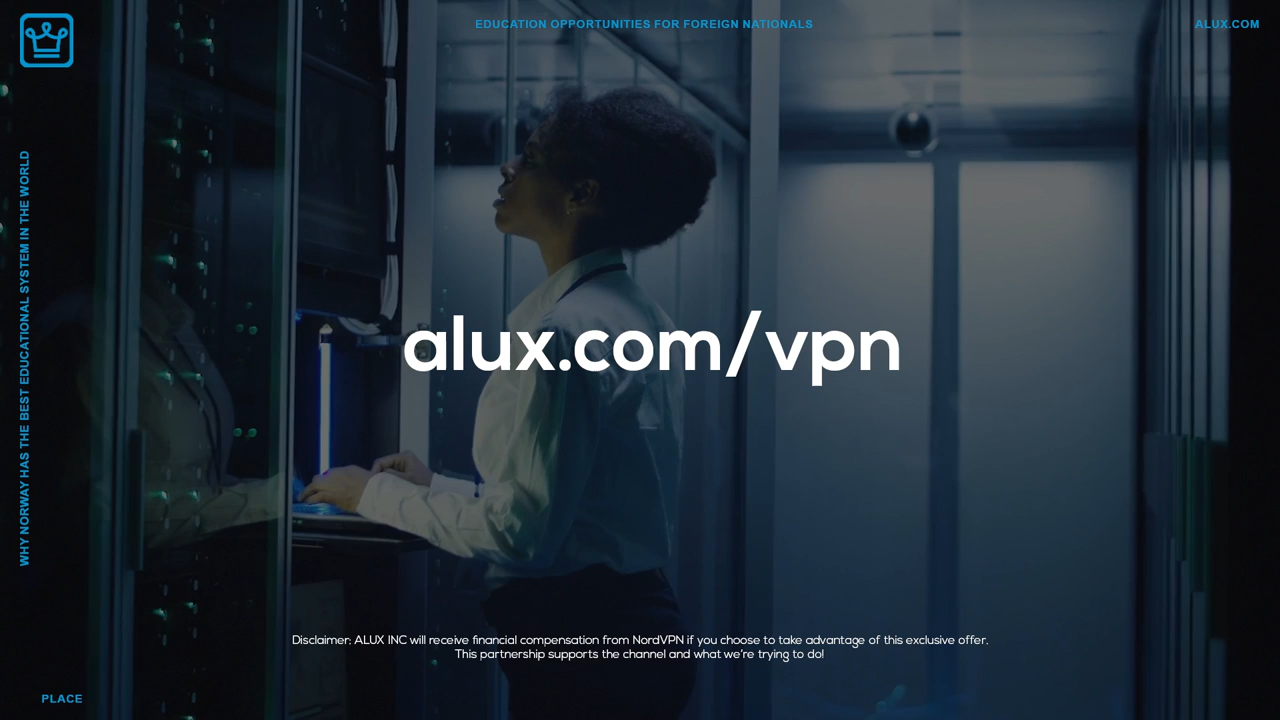 EDUCATION OPPORTUNITIES FOR FOREIGN NATIONALS
ALUX.COM
WHY NORWAY HAS THE BEST EDUCATIONAL SYSTEM IN THE WORLD
alux.com/vpn
Disclaimer: ALUX INC will receive financial compensation from NordVPN if you choose to take advantage of this exclusive offer.
This partnership supports the channel and what we're trying to do!
PLACE